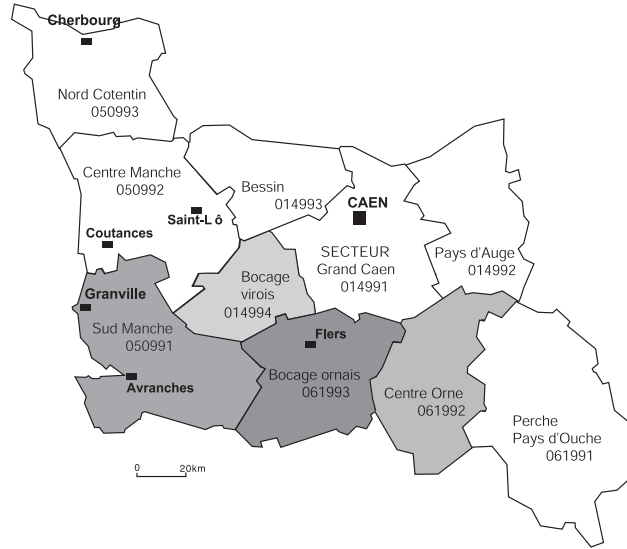 Cherbourg
Nord Cotentin
050993
Centre Manche
050992
Saint-L ô
Coutances
Bessin
014993
CAEN
SECTEUR
Grand Caen
014991
Pays d'Auge
014992
Bocage
virois
014994
Granville
Sud Manche
050991
Avranches
Flers
Bocage ornais
061993
Centre Orne
061992
Perche
Pays d'Ouche
061991
0 20km